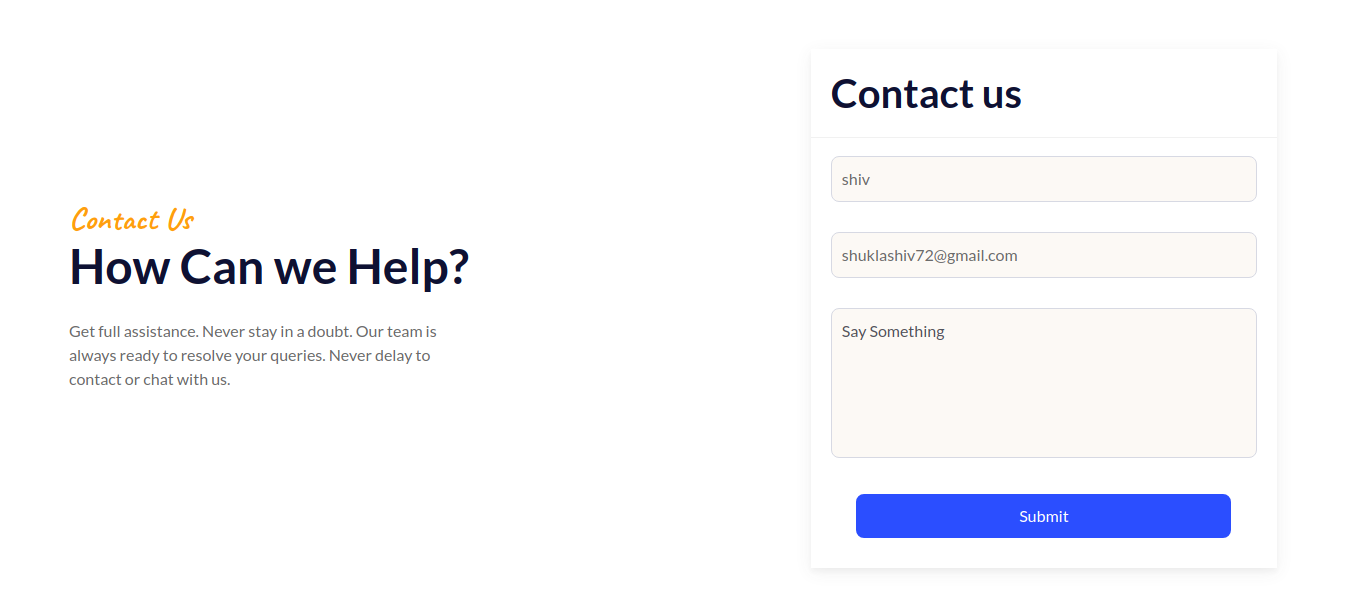 Contact Us
How Can we Help?
Get full assistance. Never stay in a doubt. Our team is
always ready to resolve your queries. Never delay to
contact or chat with us.
Contact us
shiv
shuklashiv72@gmail.com
Say Something
Submit